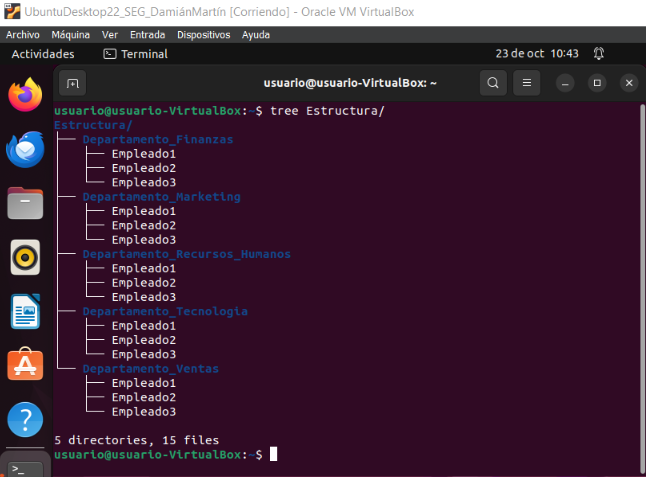 UbuntuDesktop22_SEG_DamiánMartín [Corriendo] - Oracle VM VirtualBox
Archivo Máquina Ver Entrada Dispositivos Ayuda
Actividades Terminal 23 de oct 10:43
usuario@usuario-VirtualBox: ~
usuario@usuario-VirtualBox:~$ tree Estructura/
Estructura/
├── Departamento_Finanzas
│   ├── Empleado1
│   ├── Empleado2
│   └── Empleado3
├── Departamento_Marketing
│   ├── Empleado1
│   ├── Empleado2
│   └── Empleado3
├── Departamento_Recursos_Humanos
│   ├── Empleado1
│   ├── Empleado2
│   └── Empleado3
├── Departamento_Tecnologia
│   ├── Empleado1
│   ├── Empleado2
│   └── Empleado3
└── Departamento_Ventas
    ├── Empleado1
    ├── Empleado2
    └── Empleado3
5 directories, 15 files
usuario@usuario-VirtualBox:~$